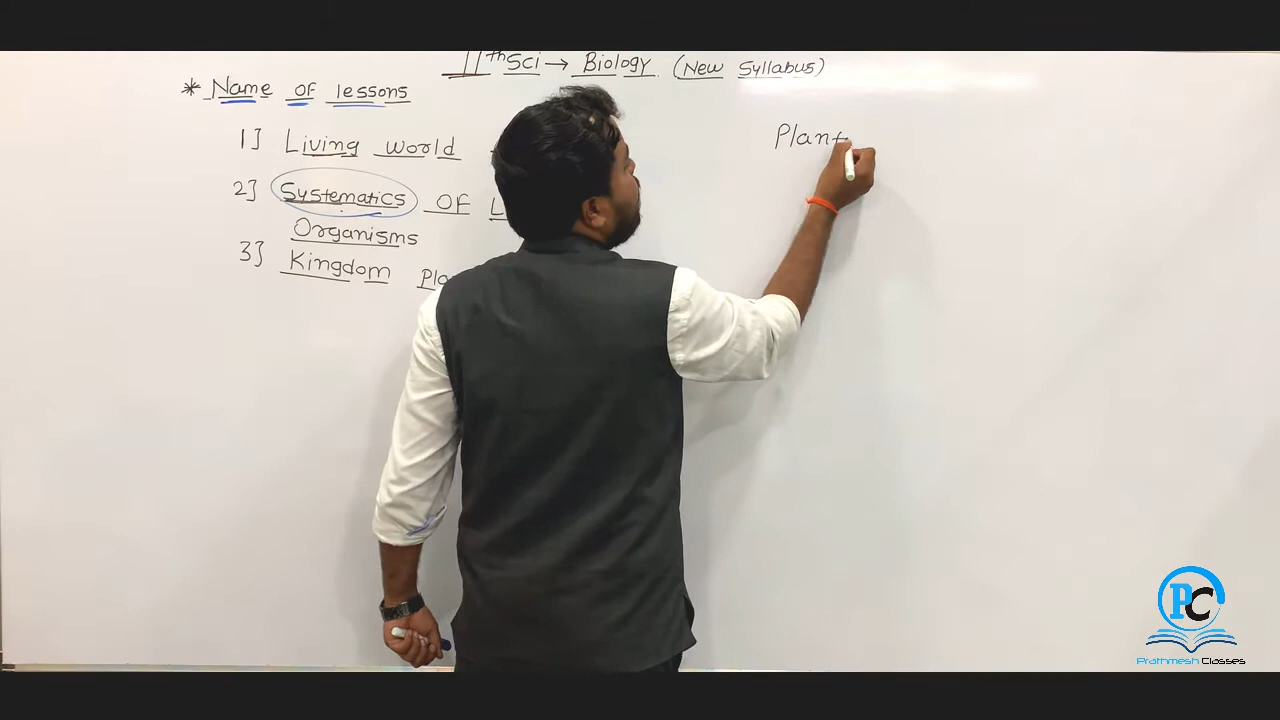 11th Sci → Biology (New Syllabus)
* Name OF lessons
1] Living world
2] Systematics OF
Organisms
3] Kingdom
Plant
PC
Prathmesh Classes